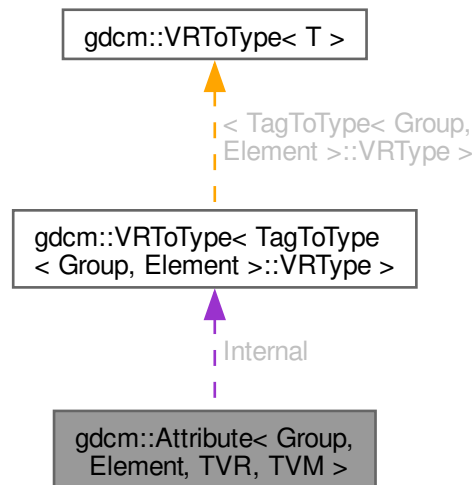 gdcm::VRToType< T >
< TagToType< Group,
Element >::VRType >
gdcm::VRToType< TagToType
< Group, Element >::VRType >
Internal
gdcm::Attribute< Group,
Element, TVR, TVM >